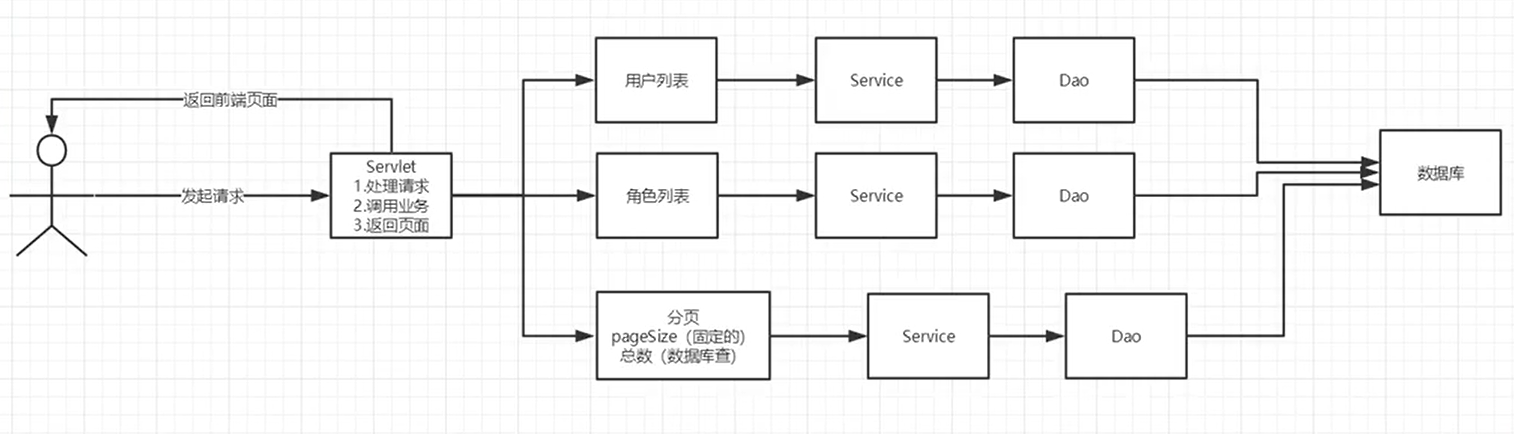 返回前端页面
发起请求
Servlet
1.处理请求
2.调用业务
3.返回页面
用户列表
Service
Dao
角色列表
Service
Dao
分页
pageSize（固定的）
总数（数据库查）
Service
Dao
数据库